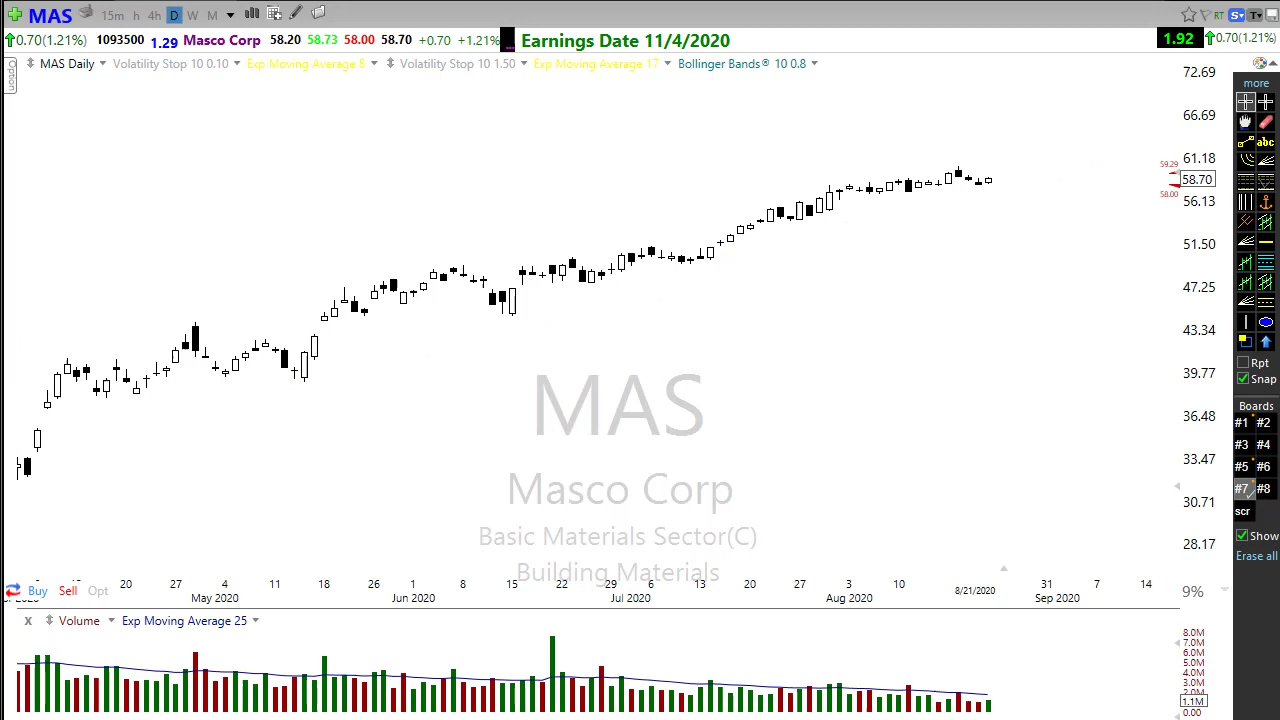 MAS 15m h 4h D W M RT S T
0.70(1.21%) 1093500 1.29 Masco Corp 58.20 58.73 58.00 58.70 +0.70 +1.21% Earnings Date 11/4/2020 1.92 0.70(1.21%)
Option
MAS Daily Volatility Stop 10 0.10 Exp Moving Average 8 Volatility Stop 10 1.50 Exp Moving Average 17 Bollinger Bands® 10 0.8
72.69
more
66.69
abc
61.18
59.29
58.70
58.00
56.13
51.50
47.25
43.34
Rpt
39.77
Snap
MAS
Boards
36.48
#1 #2
#3 #4
33.47
#5 #6
Masco Corp
#7 #8
30.71
scr
Basic Materials Sector(C)
Show
28.17
Erase all
Building Materials
20 27 4 11 18 26 1 8 15 22 29 6 13 20 27 3 10 8/21/2020 31 7 14
Buy Sell Opt
9%
May 2020 Jun 2020 Jul 2020 Aug 2020 Sep 2020
x Volume Exp Moving Average 25
8.0M
7.0M
6.0M
5.0M
4.0M
3.0M
2.0M
1.1M
0.00